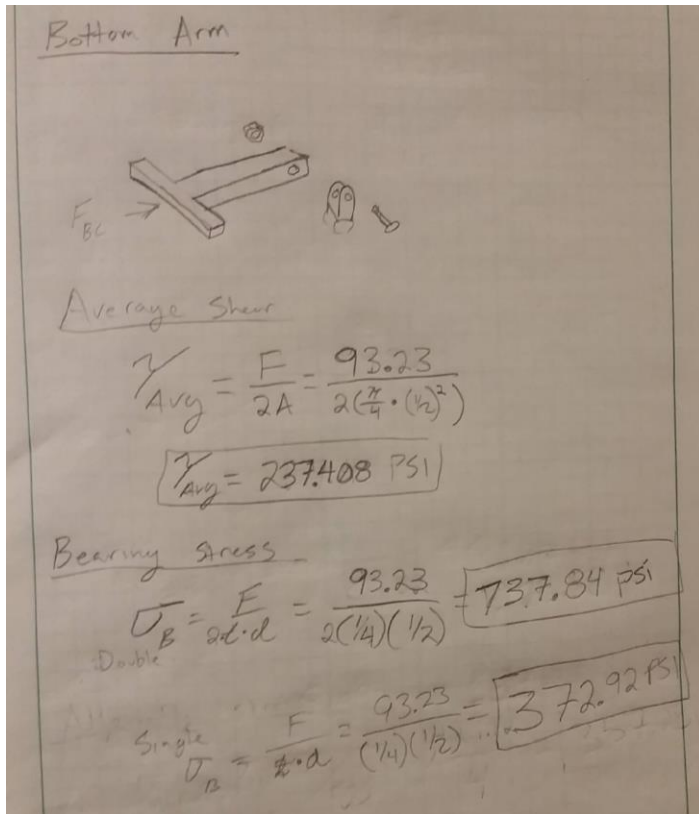 Bottom Arm
F_BC →
Average Shear
τ_Avg = F/2A = 93.23/2(π/4 · (1/2)²)
τ_Avg = 237.408 PSI
Bearing stress
σ_B = F/2t·d = 93.23/2(1/4)(1/2) = 737.84 psi
Double
Single
σ_B = F/t·d = 93.23/(1/4)(1/2) = 372.92 PSI